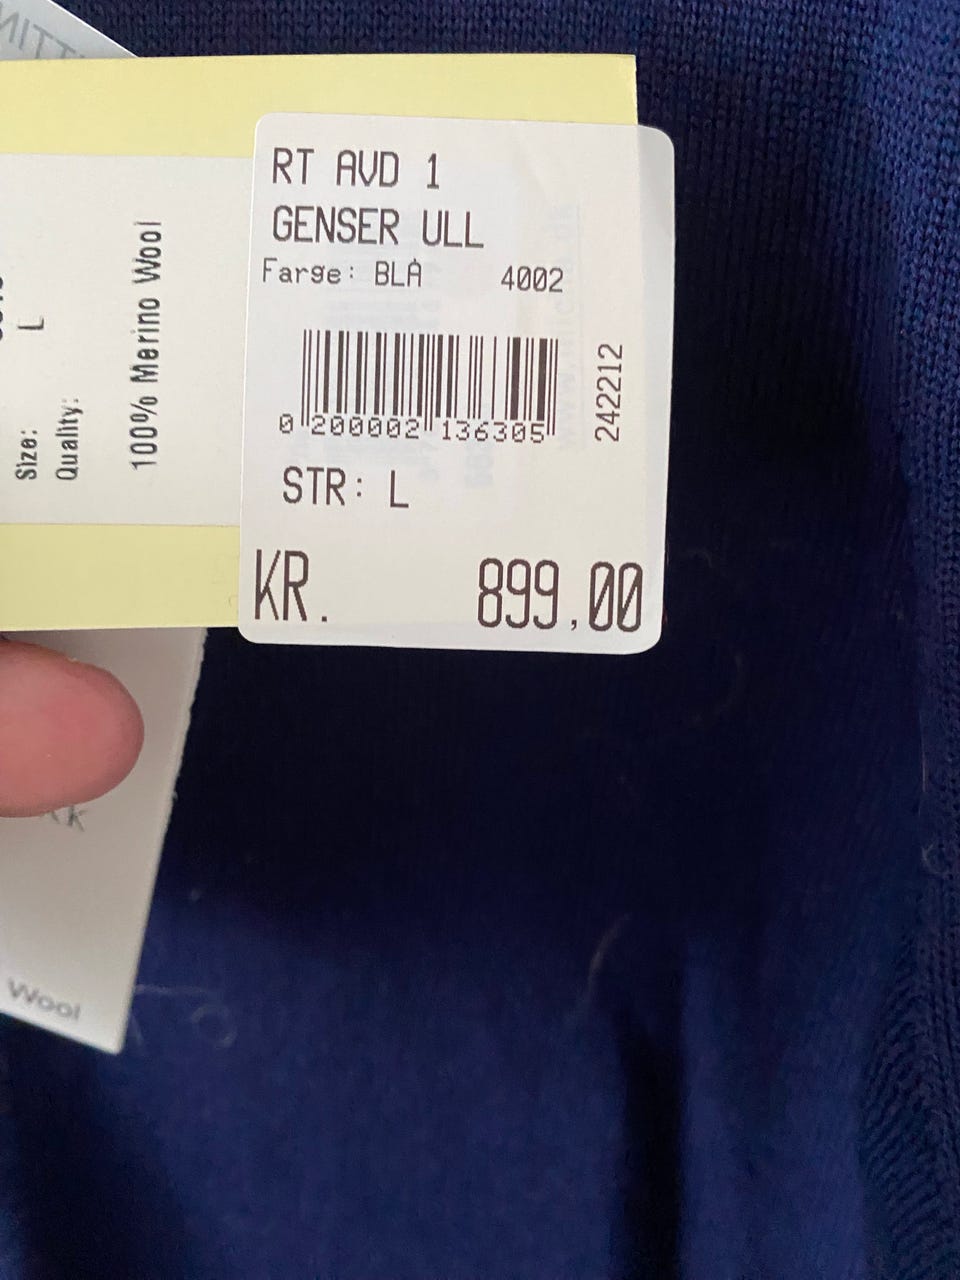 RT AVD 1
GENSER ULL
Farge: BLÅ 4002
0 200002 136305
242212
STR: L
KR. 899,00
Size: L
Quality:
100% Merino Wool
Wool